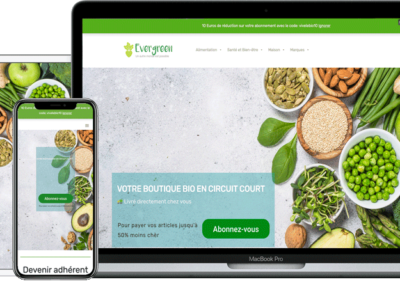 10 Euros de réduction sur votre abonnement avec le code
Evergreen
Alimentation
Santé et Bien-être
Maison
Marques
VOTRE BOUTIQUE BIO EN CIRCUIT COURT
Livré directement chez vous
Pour payer vos articles jusqu'à
50% moins chér
Abonnez-vous
MacBook Pro
Abonnez-vous
Devenir adhérent